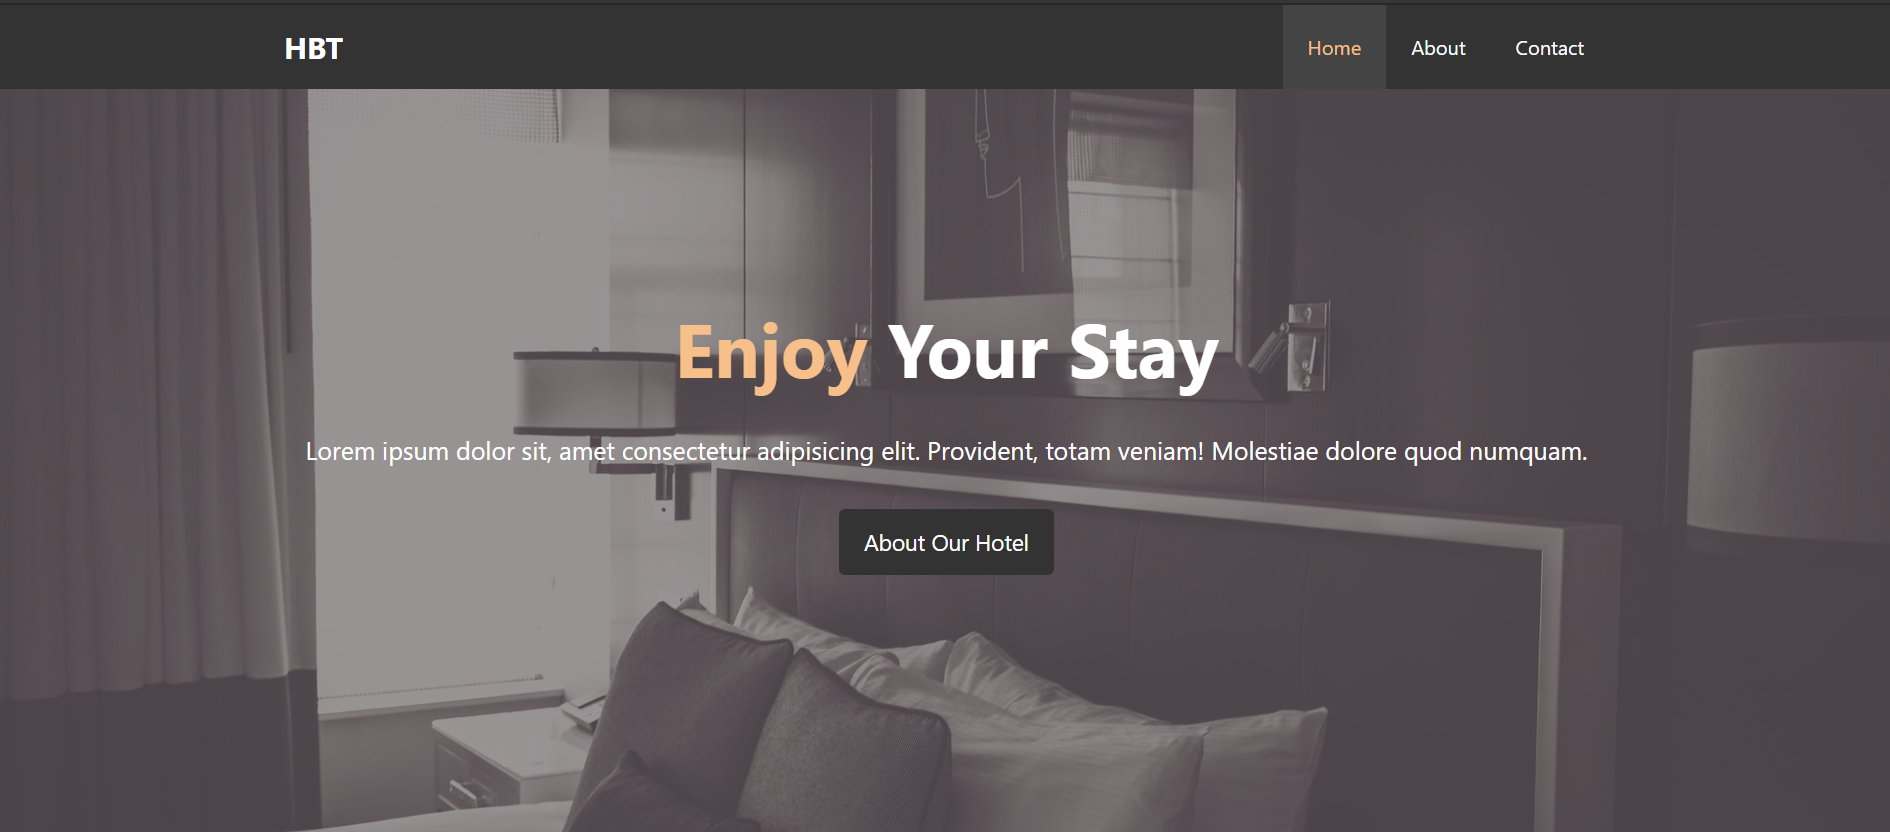 HBT
Home About Contact
Enjoy Your Stay
Lorem ipsum dolor sit, amet consectetur adipisicing elit. Provident, totam veniam! Molestiae dolore quod numquam.
About Our Hotel